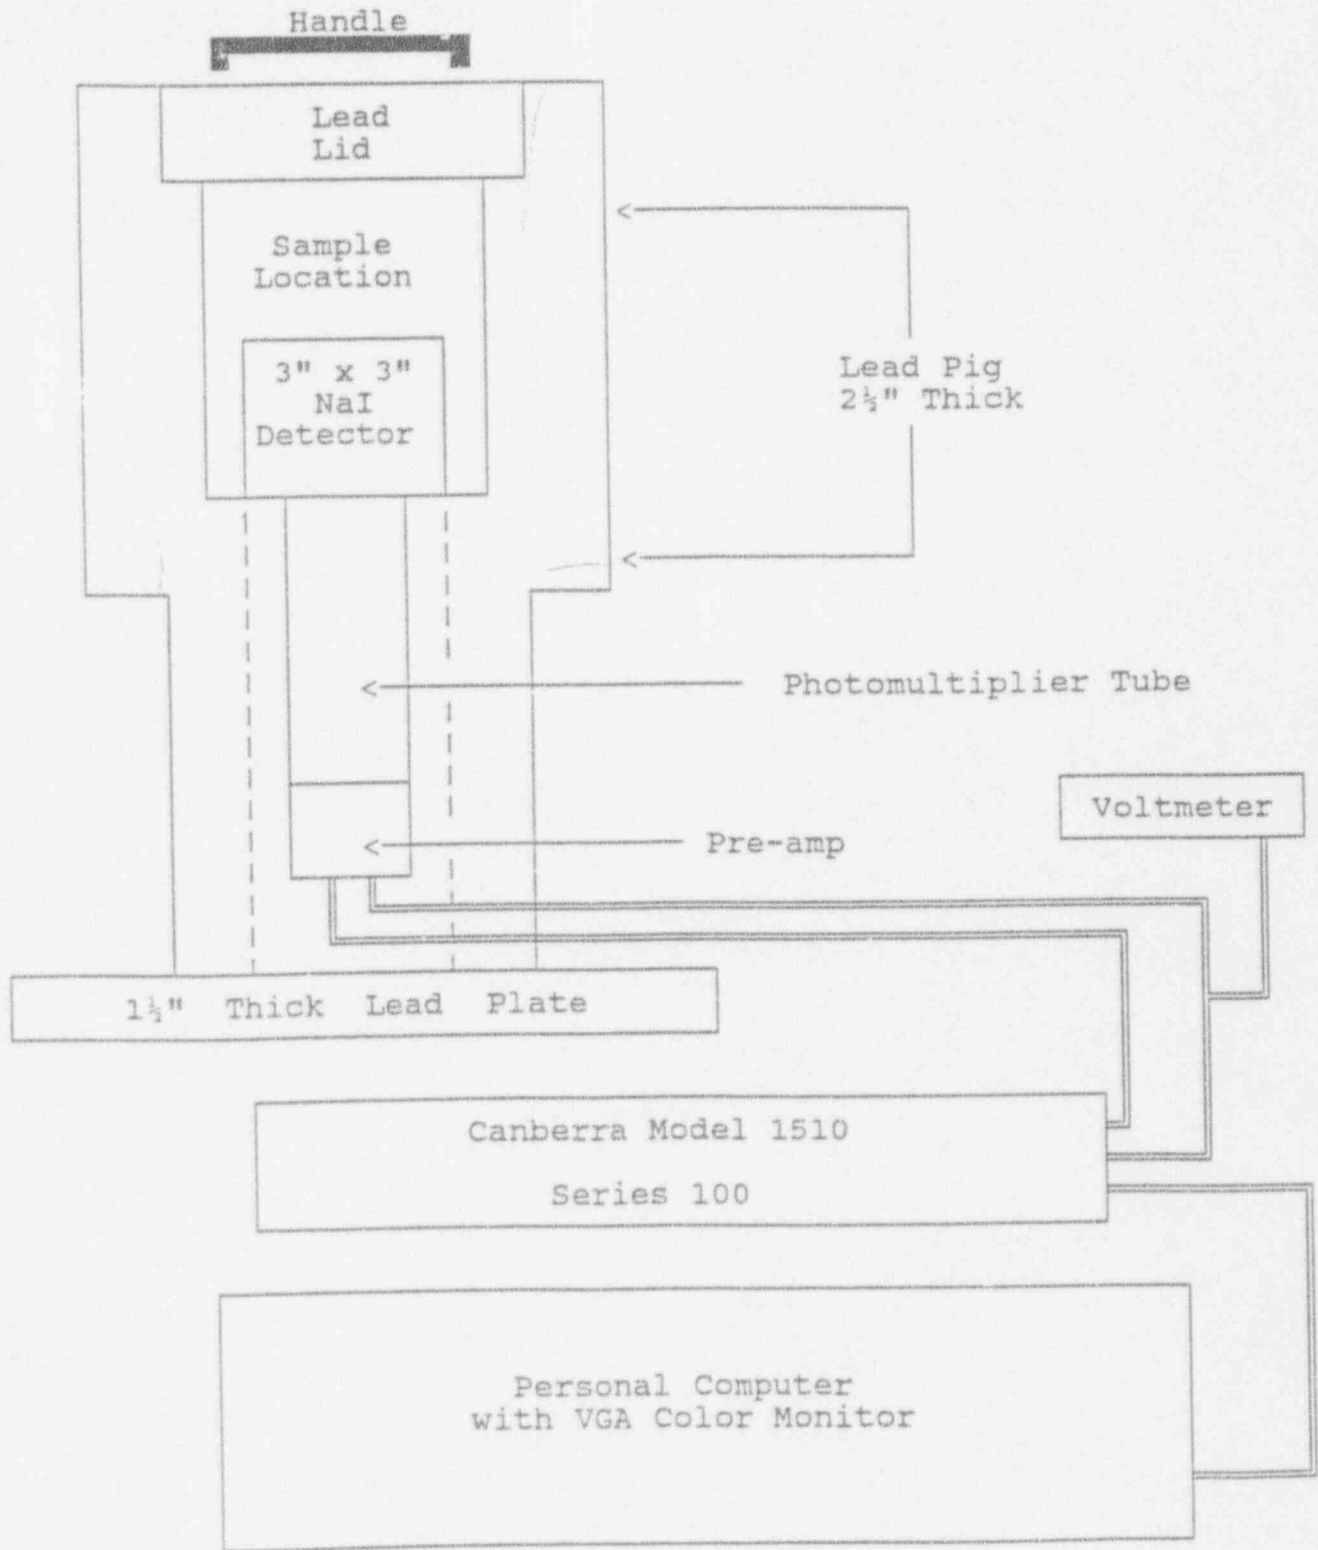 Handle
Lead
Lid
Sample
Location
3" x 3"
NaI
Detector
Lead Pig
2½" Thick
Photomultiplier Tube
Voltmeter
Pre-amp
1½" Thick Lead Plate
Canberra Model 1510
Series 100
Personal Computer
with VGA Color Monitor